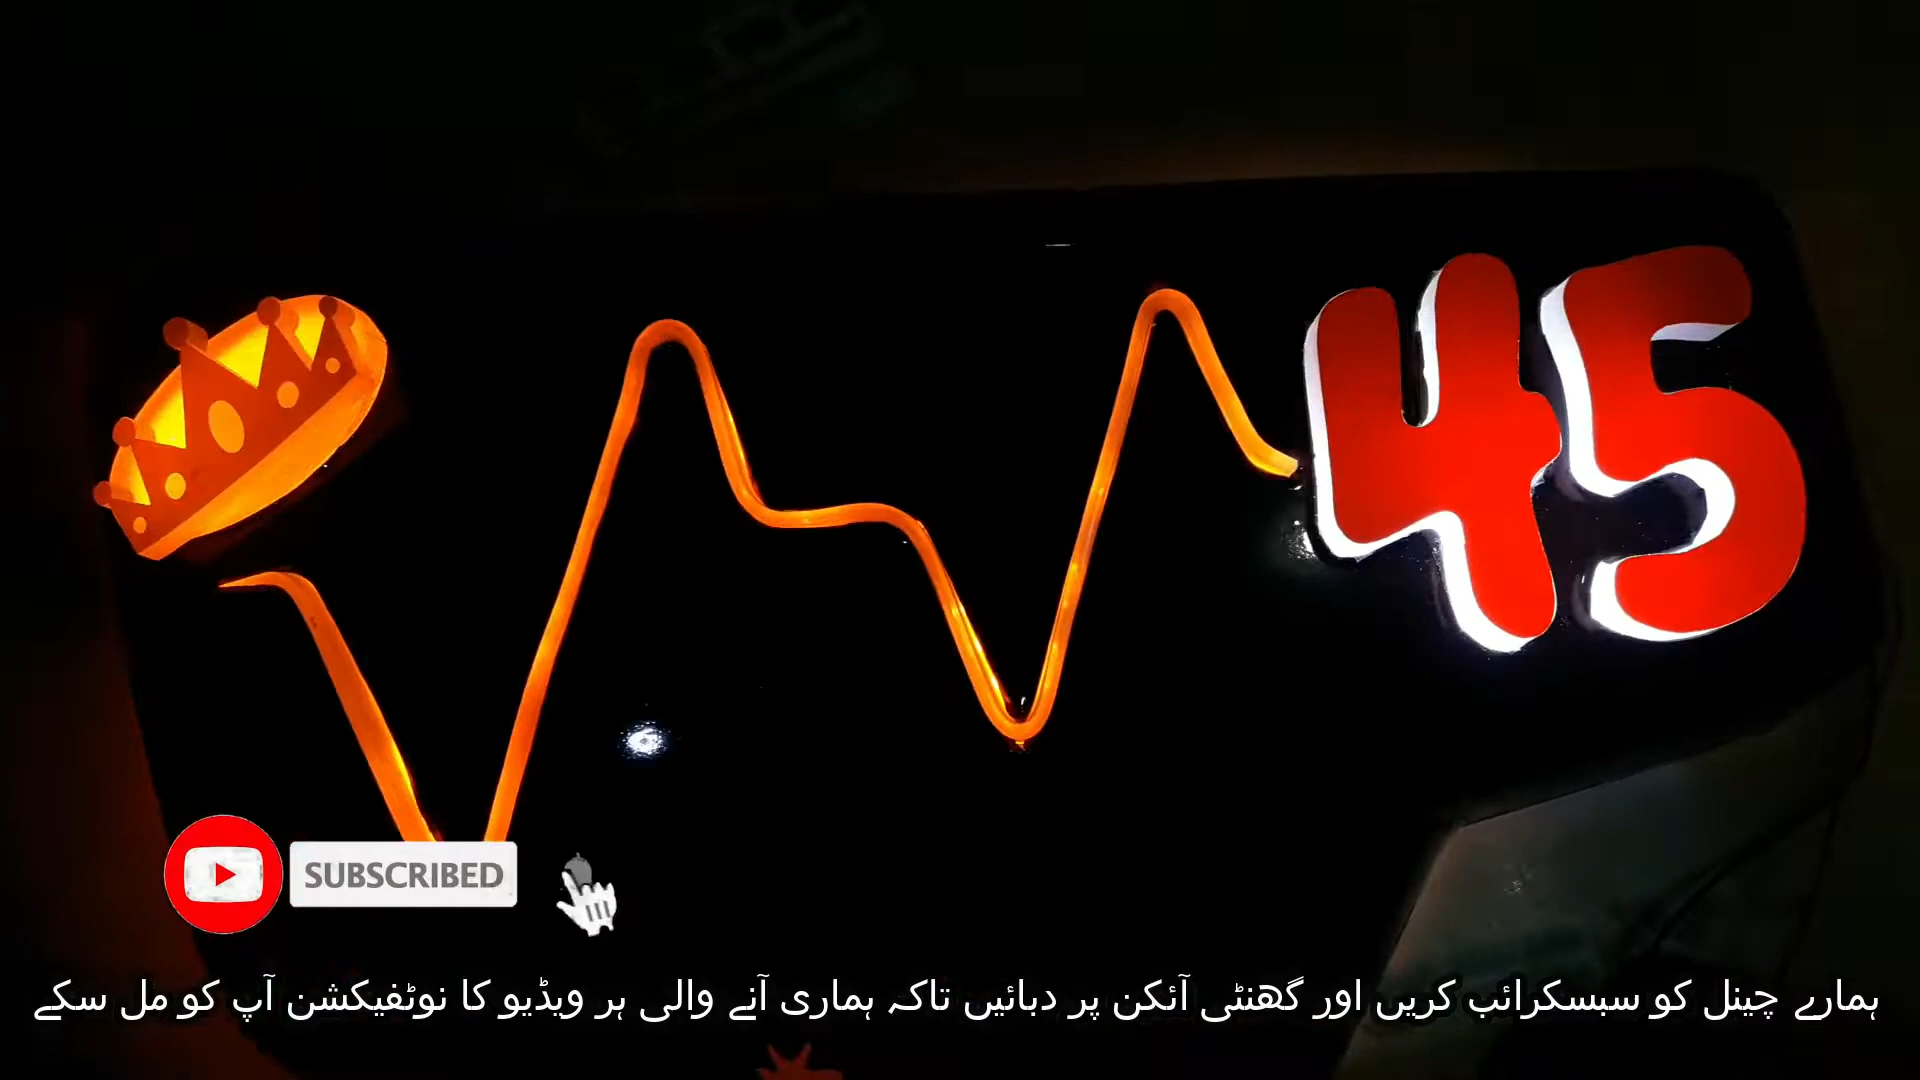 45
SUBSCRIBED
ہمارے چینل کو سبسکرائب کریں اور گھنٹی آئکن پر دبائیں تاکہ ہماری آنے والی ہر ویڈیو کا نوٹفیکشن آپ کو مل سکے